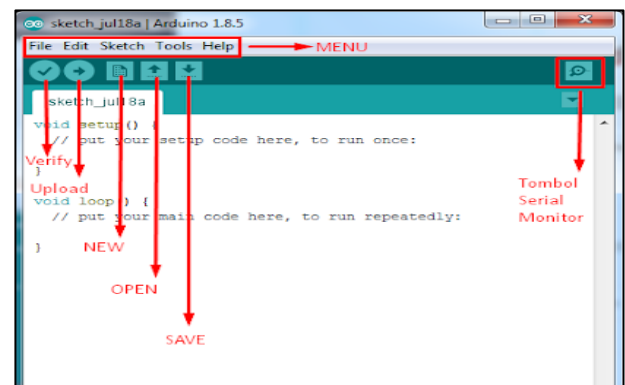 sketch_jul18a | Arduino 1.8.5
File Edit Sketch Tools Help
MENU
sketch_jul18a
void setup() {
// put your setup code here, to run once:
Verify
}
Upload
void loop() {
// put your main code here, to run repeatedly:
Tombol
Serial
Monitor
}
NEW
OPEN
SAVE